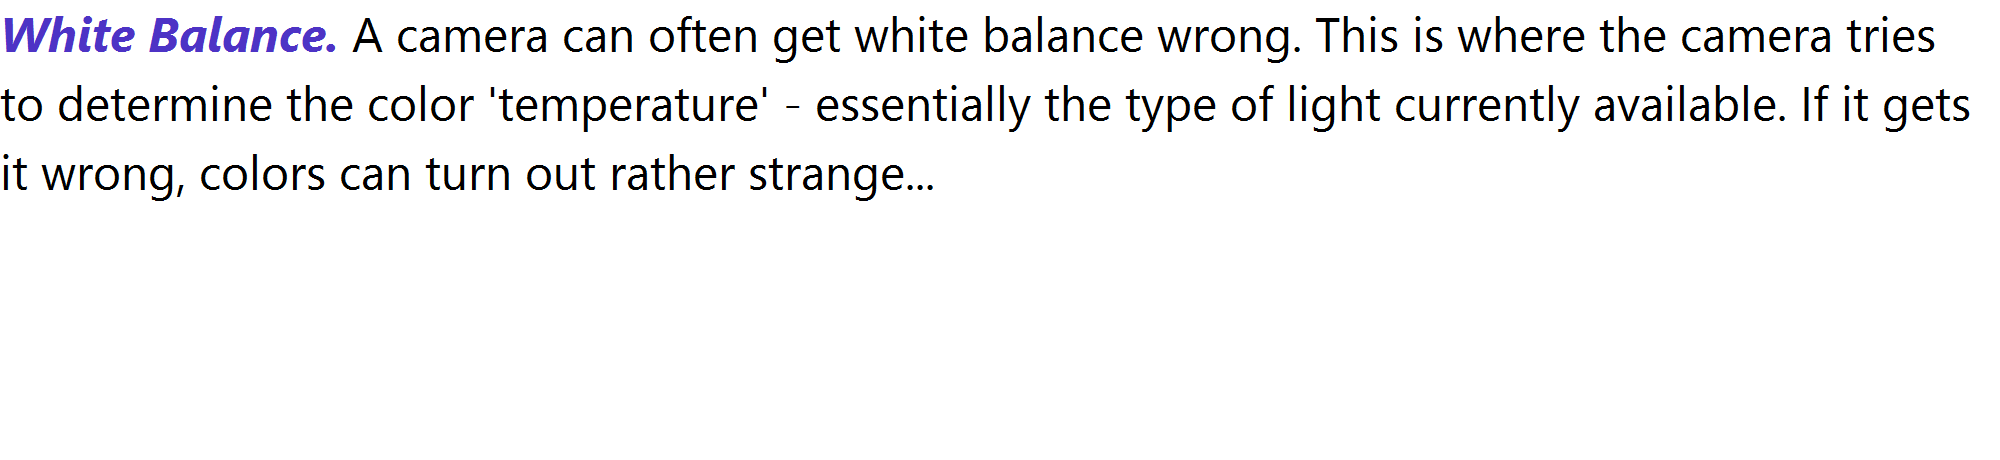 White Balance. A camera can often get white balance wrong. This is where the camera tries
to determine the color 'temperature' - essentially the type of light currently available. If it gets
it wrong, colors can turn out rather strange...